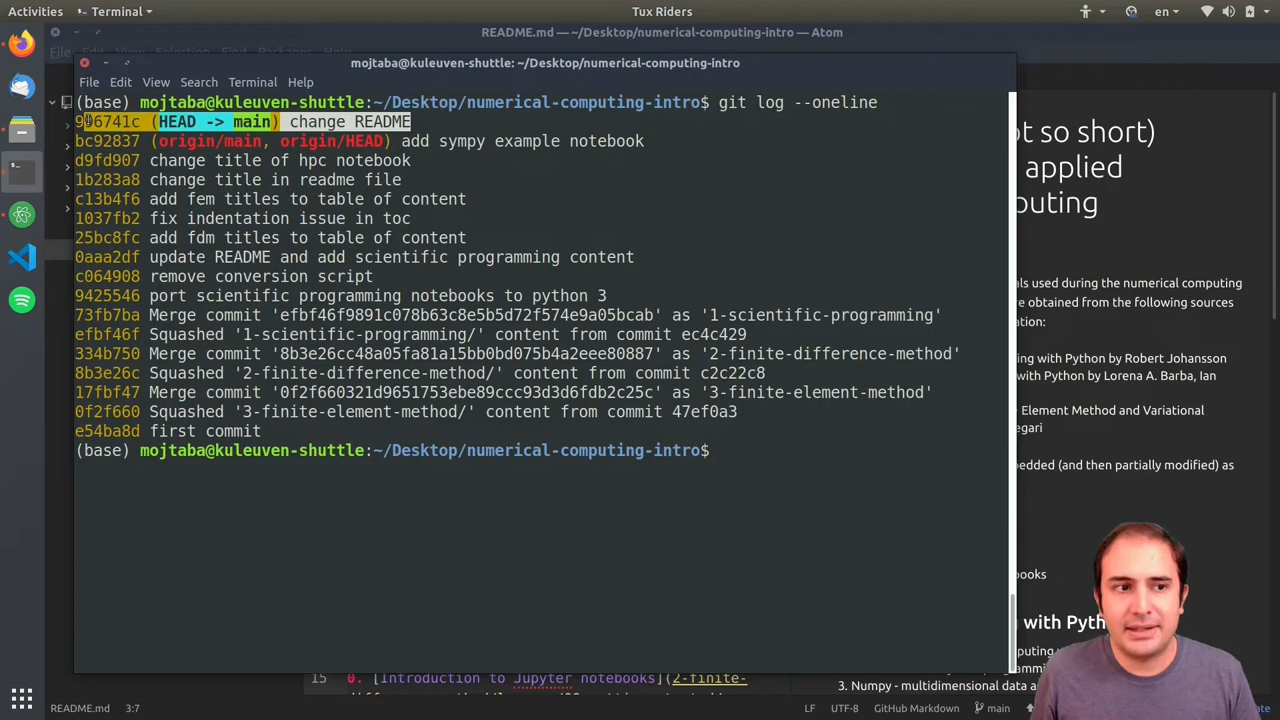 Activities Terminal Tux Riders en
README.md — ~/Desktop/numerical-computing-intro — Atom
File Edit View Selection Find Packages Help
mojtaba@kuleuven-shuttle: ~/Desktop/numerical-computing-intro
File Edit View Search Terminal Help
(base) mojtaba@kuleuven-shuttle:~/Desktop/numerical-computing-intro$ git log --oneline
996741c (HEAD -> main) change README
bc92837 (origin/main, origin/HEAD) add sympy example notebook
d9fd907 change title of hpc notebook
1b283a8 change title in readme file
c13b4f6 add fem titles to table of content
1037fb2 fix indentation issue in toc
25bc8fc add fdm titles to table of content
0aaa2df update README and add scientific programming content
c064908 remove conversion script
9425546 port scientific programming notebooks to python 3
73fb7ba Merge commit 'efbf46f9891c078b63c8e5b5d72f574e9a05bcab' as '1-scientific-programming'
efbf46f Squashed '1-scientific-programming/' content from commit ec4c429
334b750 Merge commit '8b3e26cc48a05fa81a15bb0bd075b4a2eee80887' as '2-finite-difference-method'
8b3e26c Squashed '2-finite-difference-method/' content from commit c2c22c8
17fbf47 Merge commit '0f2f660321d9651753ebe89ccc93d3d6fdb2c25c' as '3-finite-element-method'
0f2f660 Squashed '3-finite-element-method/' content from commit 47ef0a3
e54ba8d first commit
(base) mojtaba@kuleuven-shuttle:~/Desktop/numerical-computing-intro$
ot so short)
applied
puting
als used during the numerical computing
re obtained from the following sources
ation:
ing with Python by Robert Johansson
with Python by Lorena A. Barba, Ian
Element Method and Variational
egari
bedded (and then partially modified) as
ooks
g with Pyth
3. Numpy - multidimensional data a
15 0. [Introduction to Jupyter notebooks](2-finite-
README.md 3:7 LF UTF-8 GitHub Markdown main